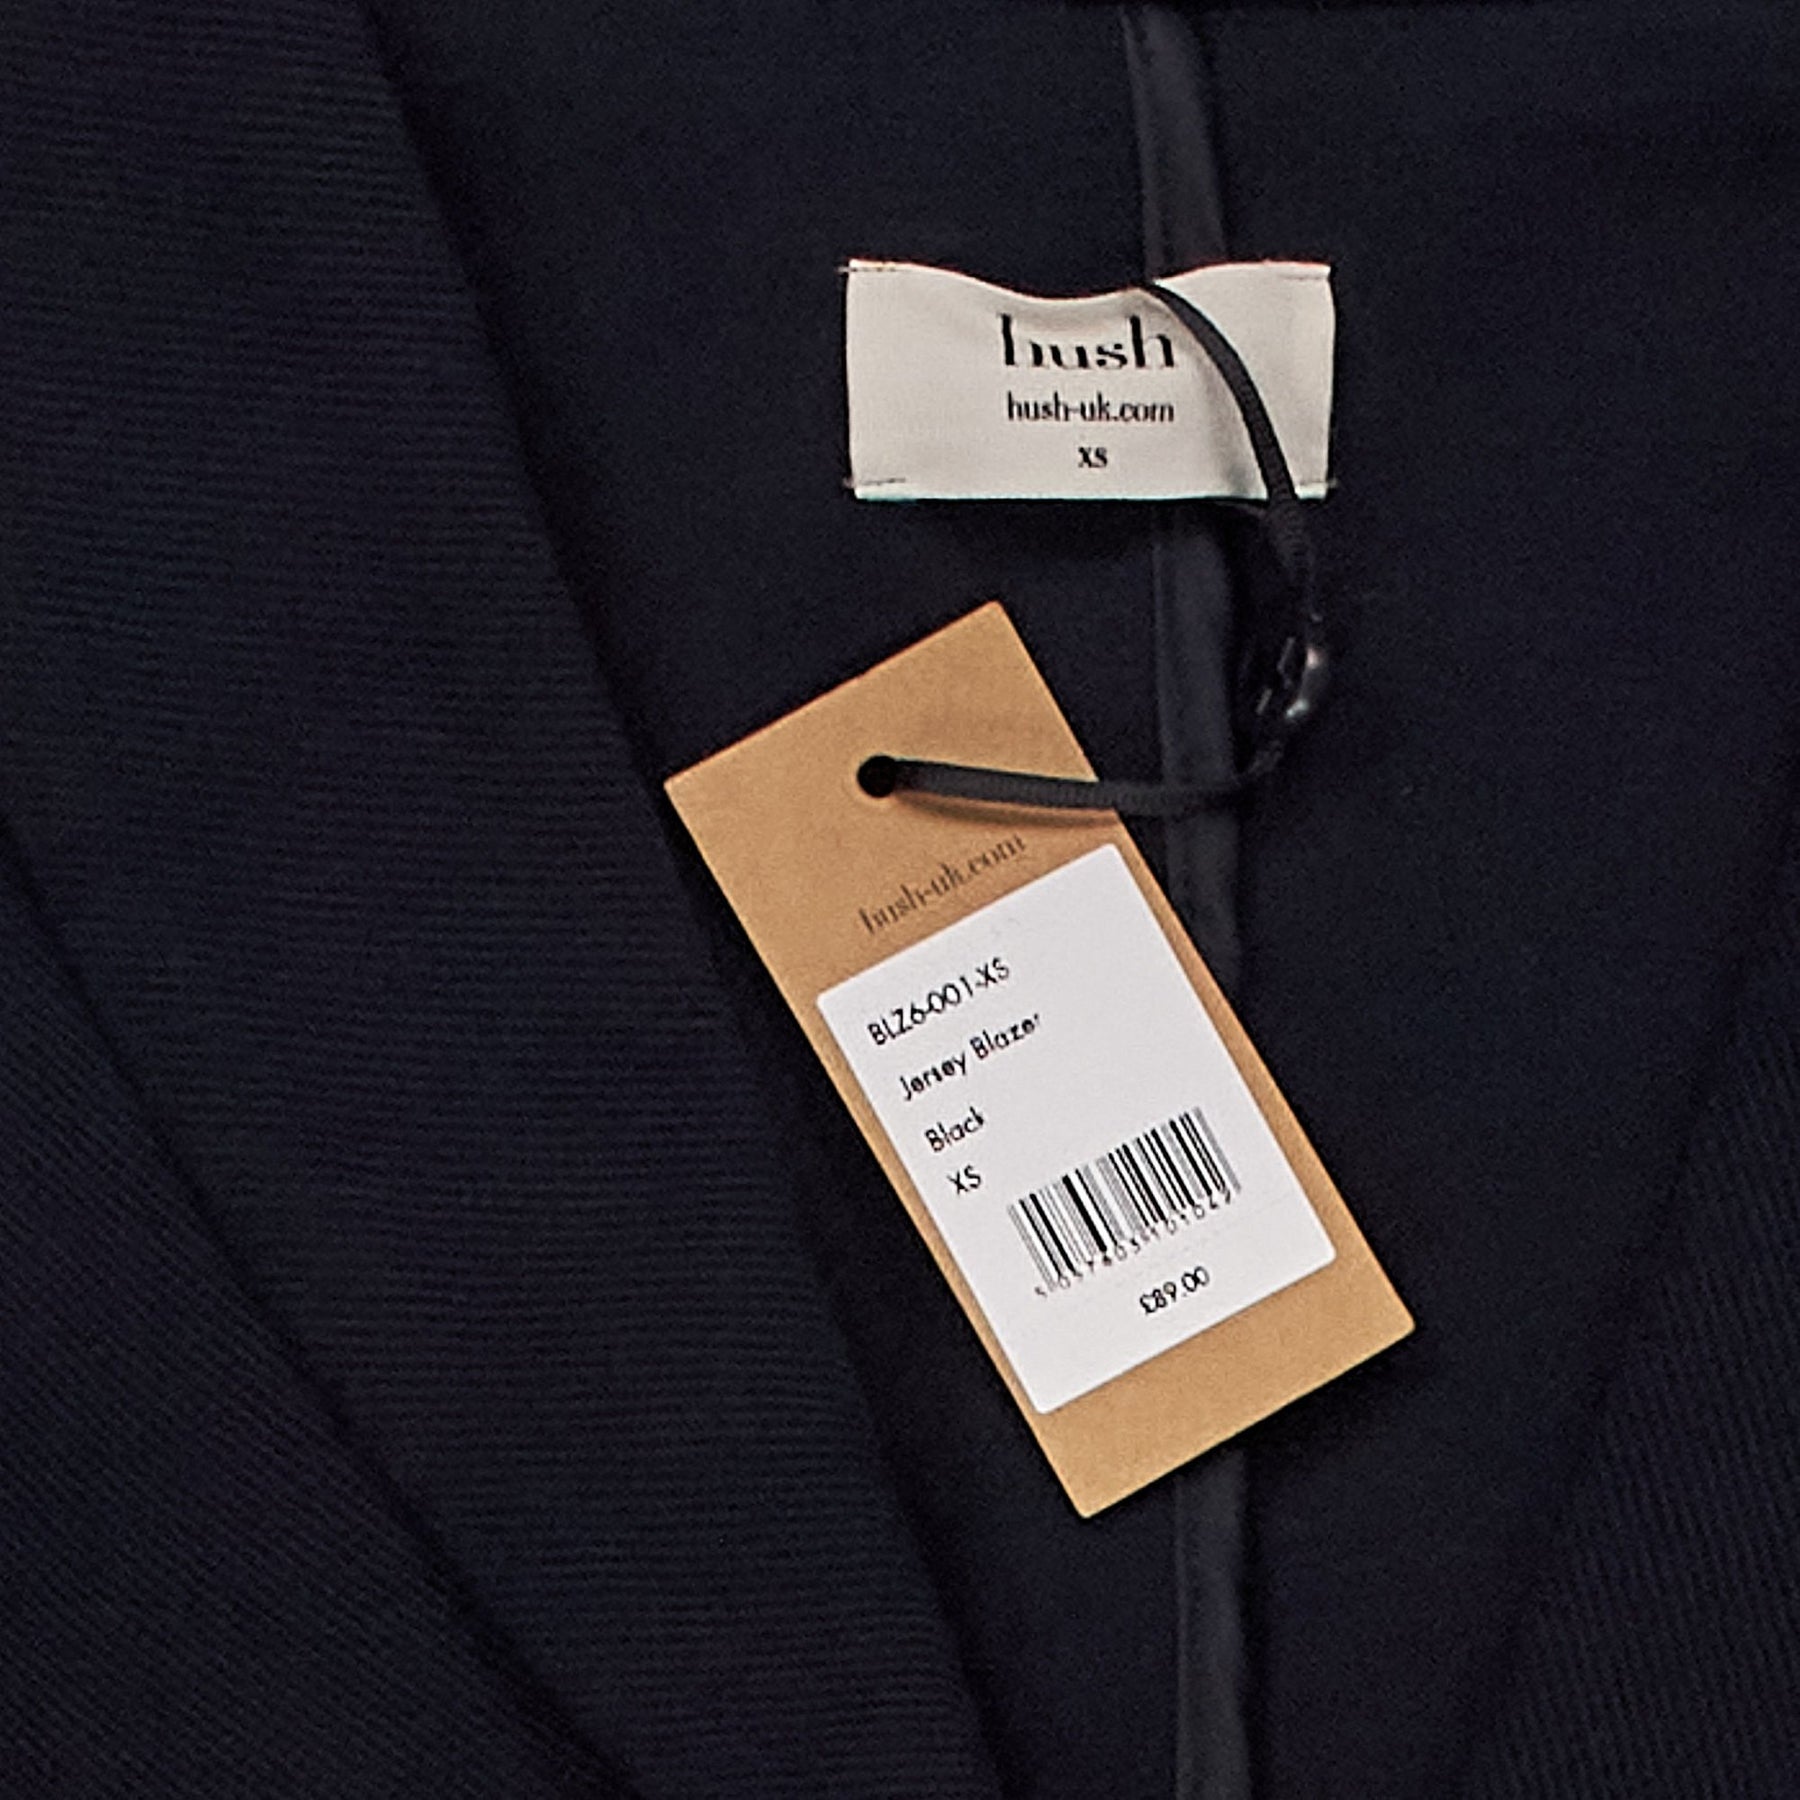 hush
hush-uk.com
xs
hush-uk.com
BLZ6-001-XS
Jersey Blazer
Black
XS
£89.00